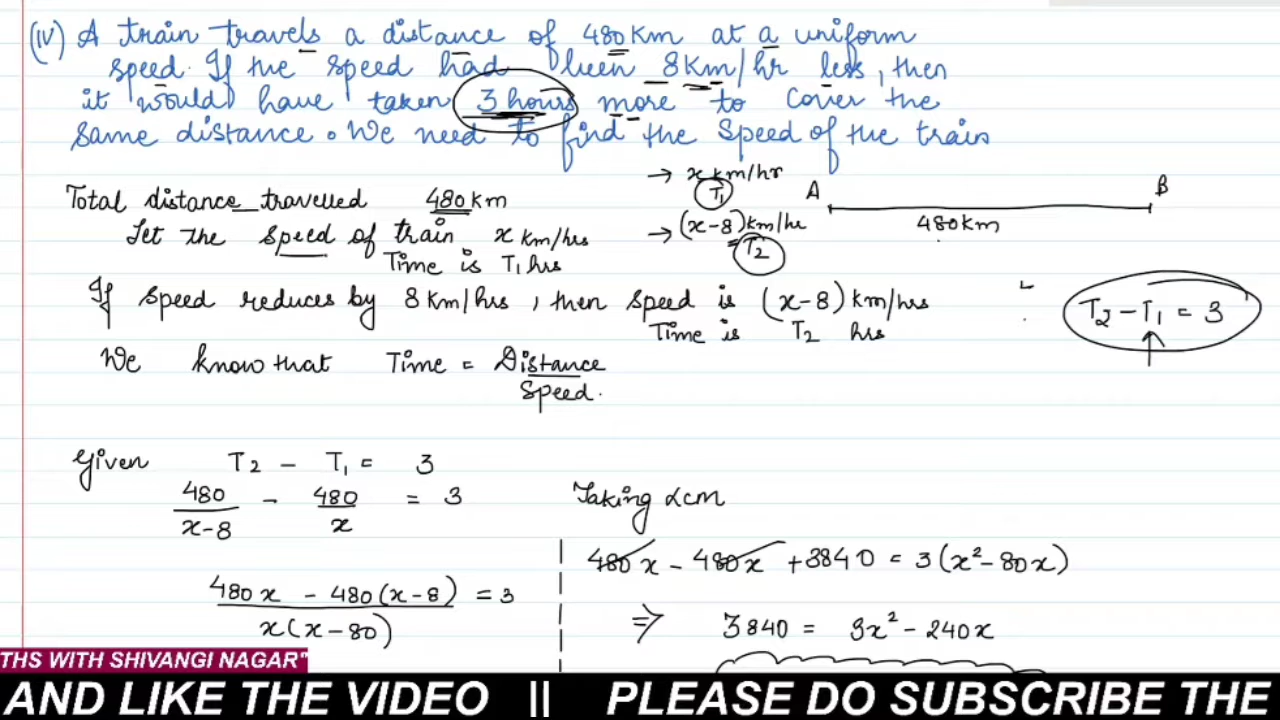 (iv) A train travels a distance of 480 Km at a uniform
speed. If the speed had been 8 Km/hr less, then
it would have taken 3 hours more to cover the
same distance. We need to find the Speed of the train
→ x km/hr
T₁
A B
Total distance travelled 480 km
→ (x-8) km/hr
T₂
480km
Let the speed of train x km/hrs
Time is T₁ hrs
If speed reduces by 8 Km/hrs, then speed is (x-8) km/hrs
Time is T₂ hrs
T₂ - T₁ = 3
We know that Time = Distance
Speed.
Given T₂ - T₁ = 3
480/x-8 - 480/x = 3
Taking Lcm
480x - 480x + 3840 = 3(x² - 80x)
480x - 480(x-8) = 3
x(x-80)
⇒ 3840 = 3x² - 240x
THS WITH SHIVANGI NAGAR"
AND LIKE THE VIDEO || PLEASE DO SUBSCRIBE THE